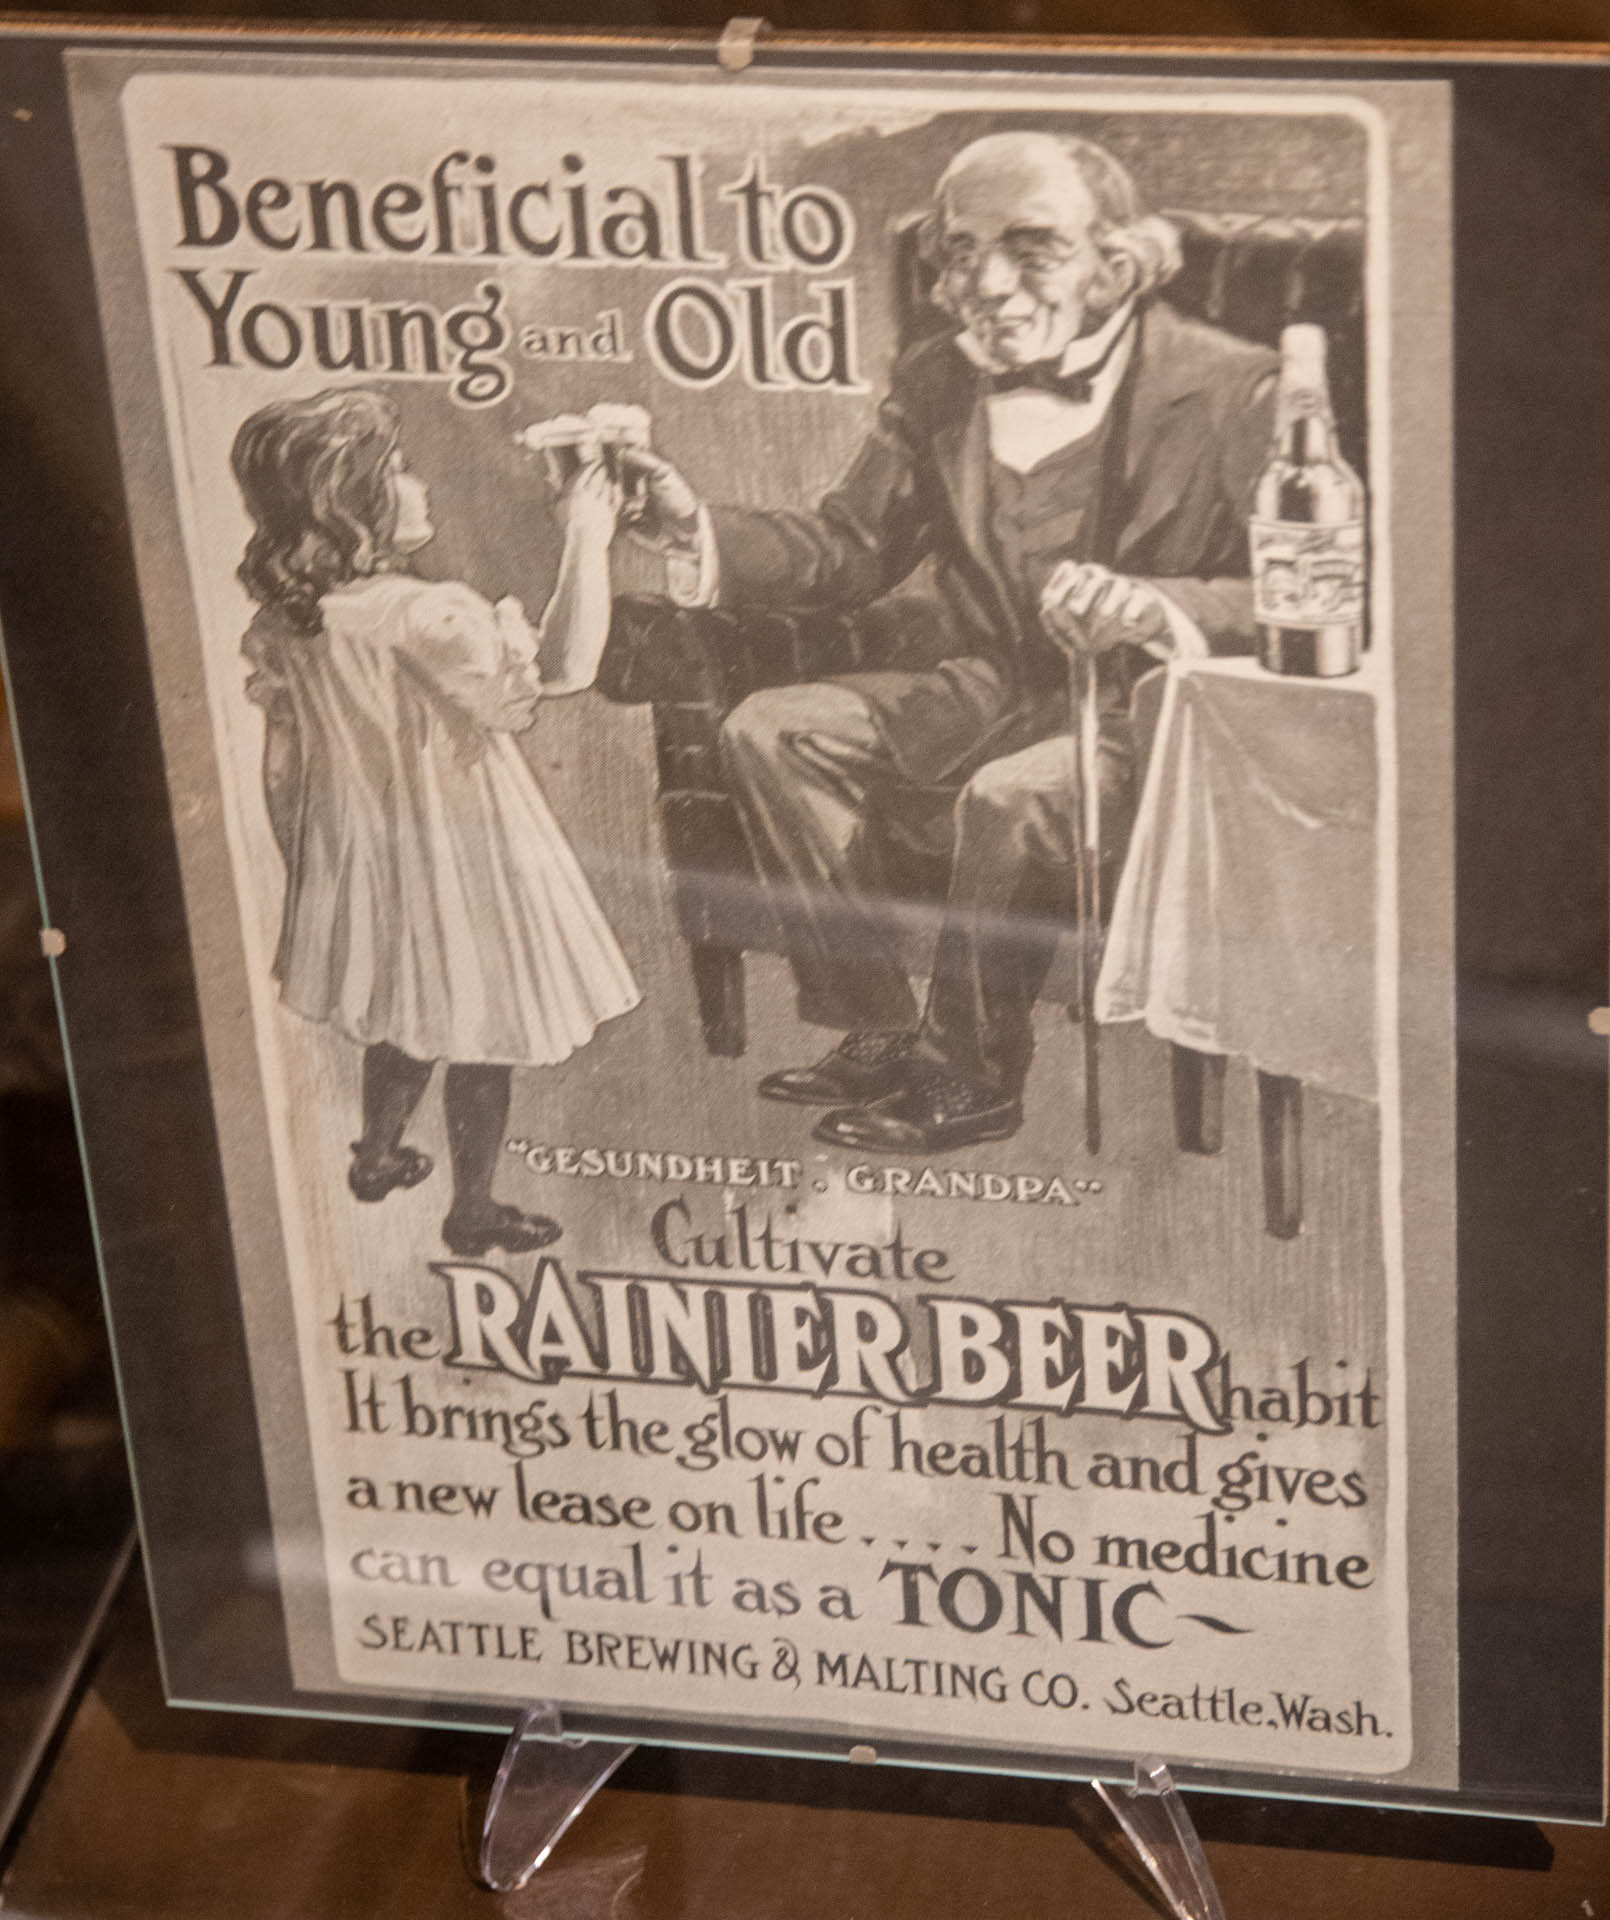 Beneficial to
Young and Old
"GESUNDHEIT. GRANDPA"
Cultivate
the RAINIER BEER habit
It brings the glow of health and gives
a new lease on life.... No medicine
can equal it as a TONIC~
SEATTLE BREWING & MALTING CO. Seattle.Wash.